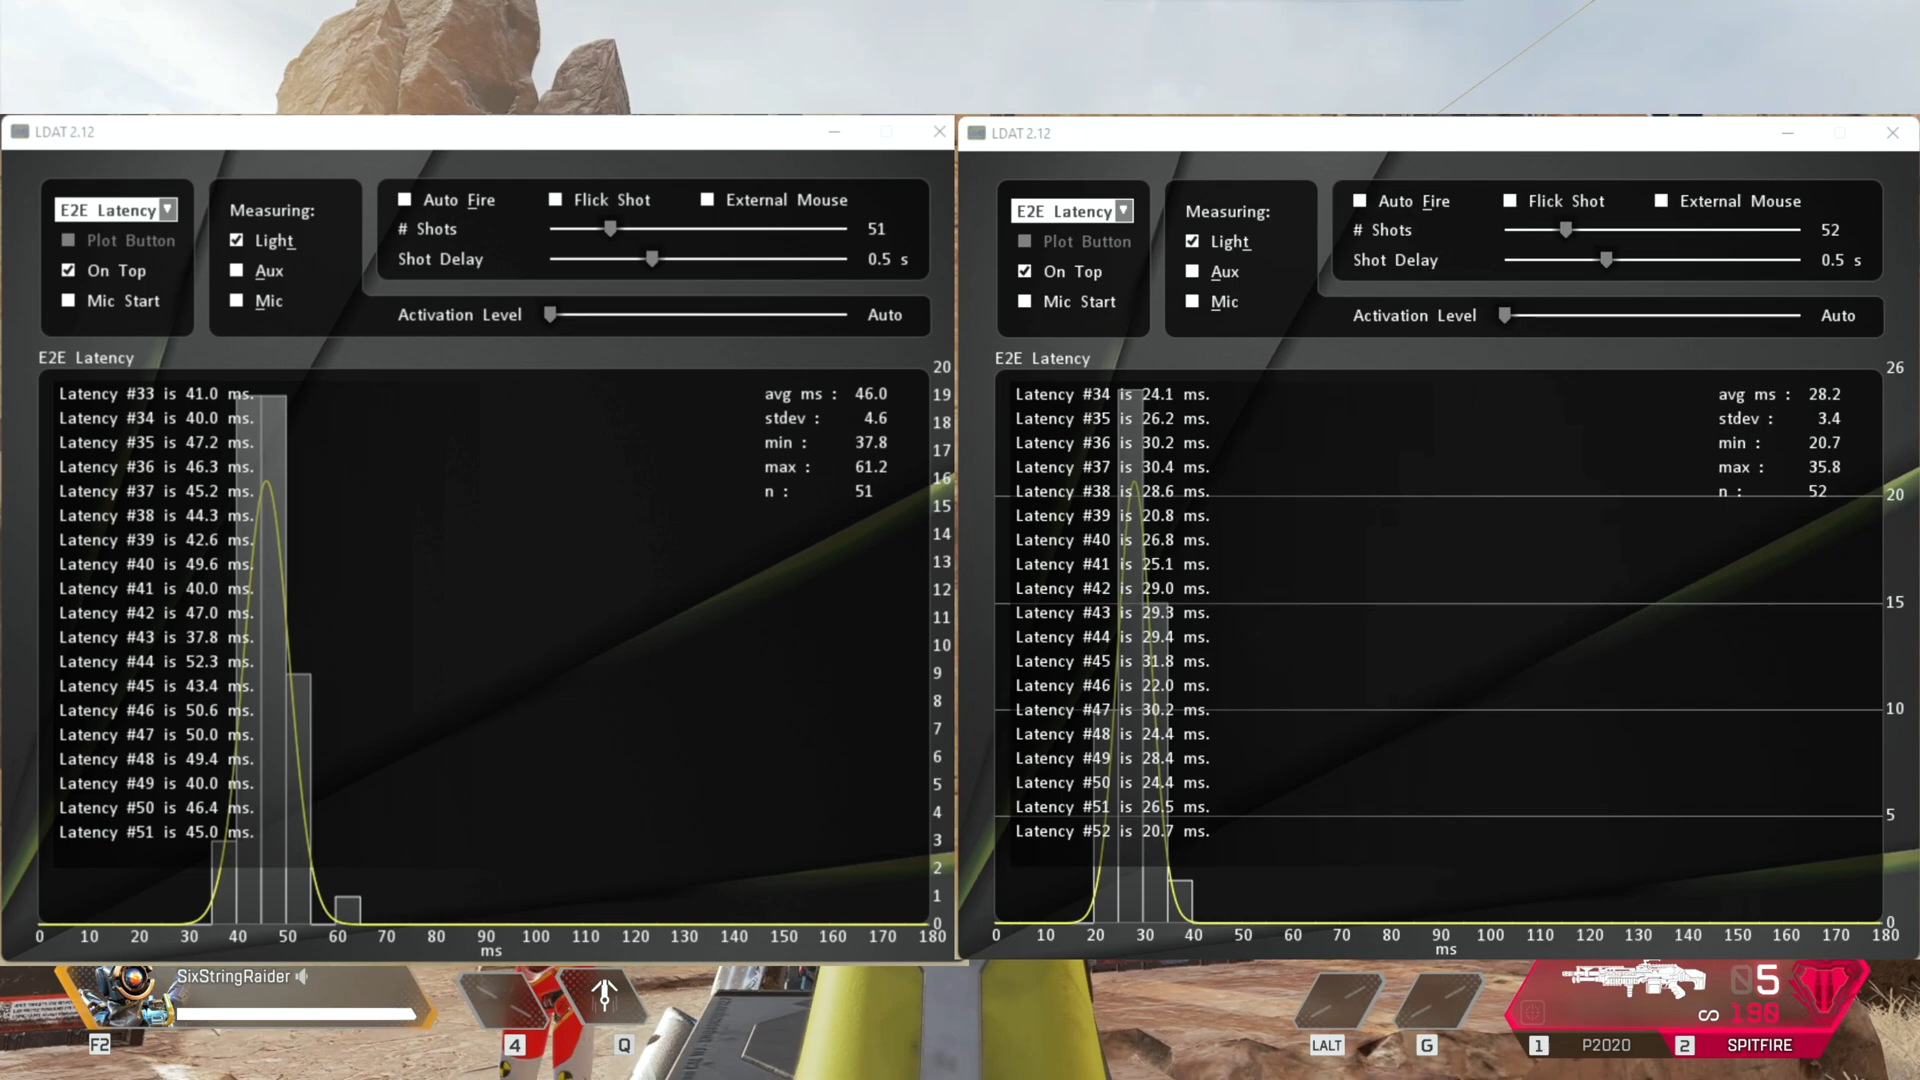 LDAT 2.12
E2E Latency
Plot Button
On Top
Mic Start
Measuring:
Light
Aux
Mic
Auto Fire
Flick Shot
External Mouse
# Shots
51
Shot Delay
0.5 s
Activation Level
Auto
E2E Latency
Latency #33 is 41.0 ms.
Latency #34 is 40.0 ms.
Latency #35 is 47.2 ms.
Latency #36 is 46.3 ms.
Latency #37 is 45.2 ms.
Latency #38 is 44.3 ms.
Latency #39 is 42.6 ms.
Latency #40 is 49.6 ms.
Latency #41 is 40.0 ms.
Latency #42 is 47.0 ms.
Latency #43 is 37.8 ms.
Latency #44 is 52.3 ms.
Latency #45 is 43.4 ms.
Latency #46 is 50.6 ms.
Latency #47 is 50.0 ms.
Latency #48 is 49.4 ms.
Latency #49 is 40.0 ms.
Latency #50 is 46.4 ms.
Latency #51 is 45.0 ms.
avg ms : 46.0
stdev : 4.6
min : 37.8
max : 61.2
n : 51
20
19
18
17
16
15
14
13
12
11
10
9
8
7
6
5
4
3
2
1
0
0 10 20 30 40 50 60 70 80 90 100 110 120 130 140 150 160 170 180
ms
LDAT 2.12
E2E Latency
Plot Button
On Top
Mic Start
Measuring:
Light
Aux
Mic
Auto Fire
Flick Shot
External Mouse
# Shots
52
Shot Delay
0.5 s
Activation Level
Auto
E2E Latency
Latency #34 is 24.1 ms.
Latency #35 is 26.2 ms.
Latency #36 is 30.2 ms.
Latency #37 is 30.4 ms.
Latency #38 is 28.6 ms.
Latency #39 is 20.8 ms.
Latency #40 is 26.8 ms.
Latency #41 is 25.1 ms.
Latency #42 is 29.0 ms.
Latency #43 is 29.3 ms.
Latency #44 is 29.4 ms.
Latency #45 is 31.8 ms.
Latency #46 is 22.0 ms.
Latency #47 is 30.2 ms.
Latency #48 is 24.4 ms.
Latency #49 is 28.4 ms.
Latency #50 is 24.4 ms.
Latency #51 is 26.5 ms.
Latency #52 is 20.7 ms.
avg ms : 28.2
stdev : 3.4
min : 20.7
max : 35.8
n : 52
26
20
15
10
5
0
0 10 20 30 40 50 60 70 80 90 100 110 120 130 140 150 160 170 180
ms
SixStringRaider
F2
4
Q
LALT
G
05
∞ 190
1 P2020
2 SPITFIRE